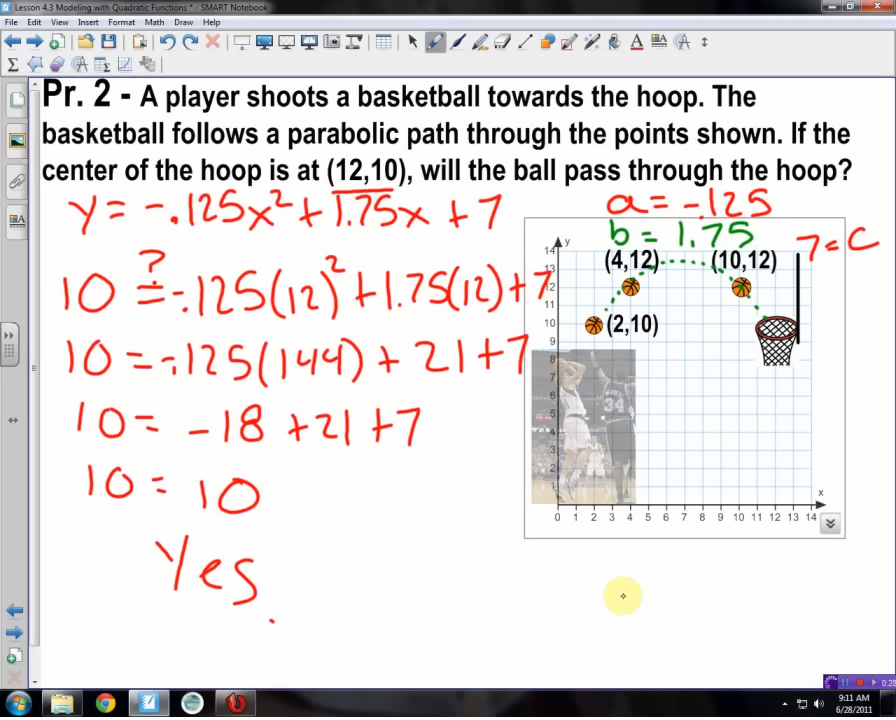 Lesson 4.3 Modeling with Quadratic Functions * - SMART Notebook
File Edit View Insert Format Math Draw Help
Pr. 2 - A player shoots a basketball towards the hoop. The
basketball follows a parabolic path through the points shown. If the
center of the hoop is at (12,10), will the ball pass through the hoop?
y = -.125x² + 1.75x + 7
a = -.125
b = 1.75
7 = C
10 ≟ -.125(12)² + 1.75(12) + 7
10 = -.125(144) + 21 + 7
10 = -18 + 21 + 7
10 = 10
Yes.
y
14
13
12
11
10
9
8
7
6
5
4
3
2
1
(4,12) (10,12)
(2,10)
34
x
0 1 2 3 4 5 6 7 8 9 10 11 12 13 14
0:28
9:11 AM
6/28/2011